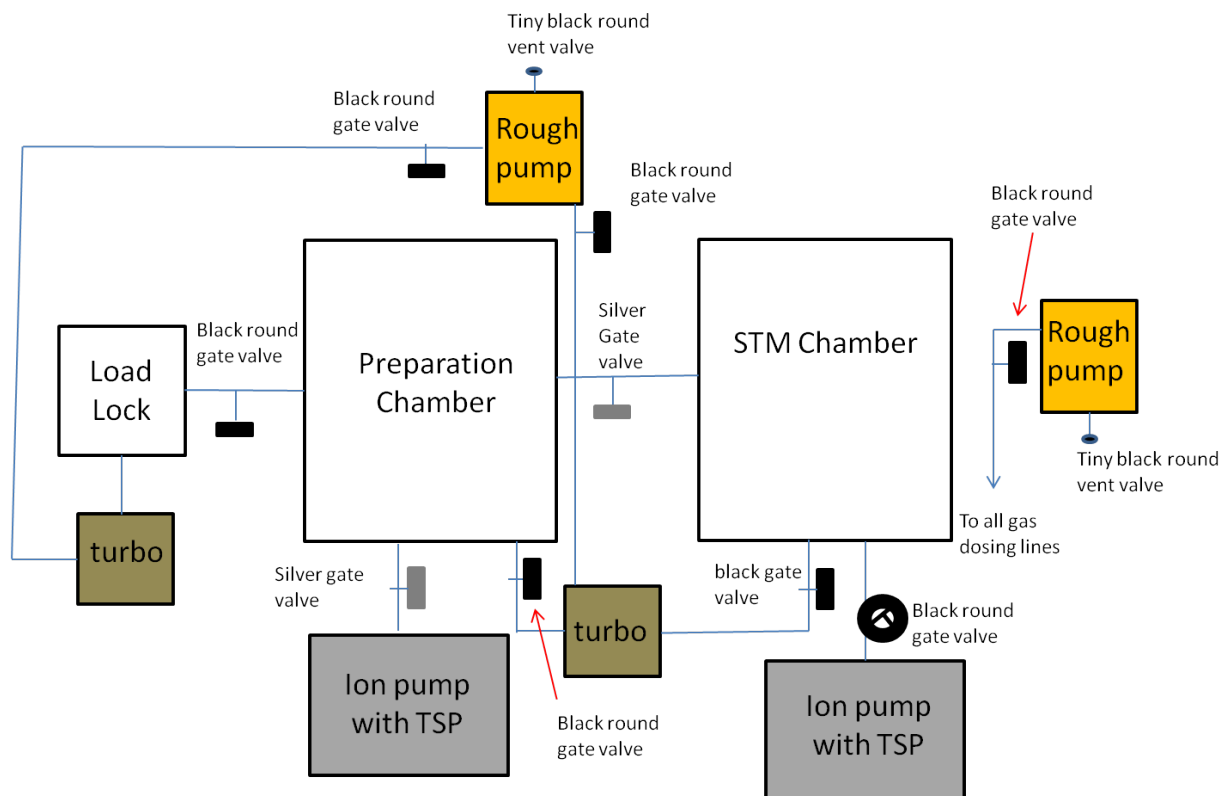 Tiny black round
vent valve
Black round
gate valve
Rough
pump
Black round
gate valve
Black round
gate valve
Rough
pump
Tiny black round
vent valve
To all gas
dosing lines
Load
Lock
Black round
gate valve
Preparation
Chamber
Silver
Gate
valve
STM Chamber
turbo
Silver gate
valve
turbo
black gate
valve
Black round
gate valve
Ion pump
with TSP
Black round
gate valve
Ion pump
with TSP